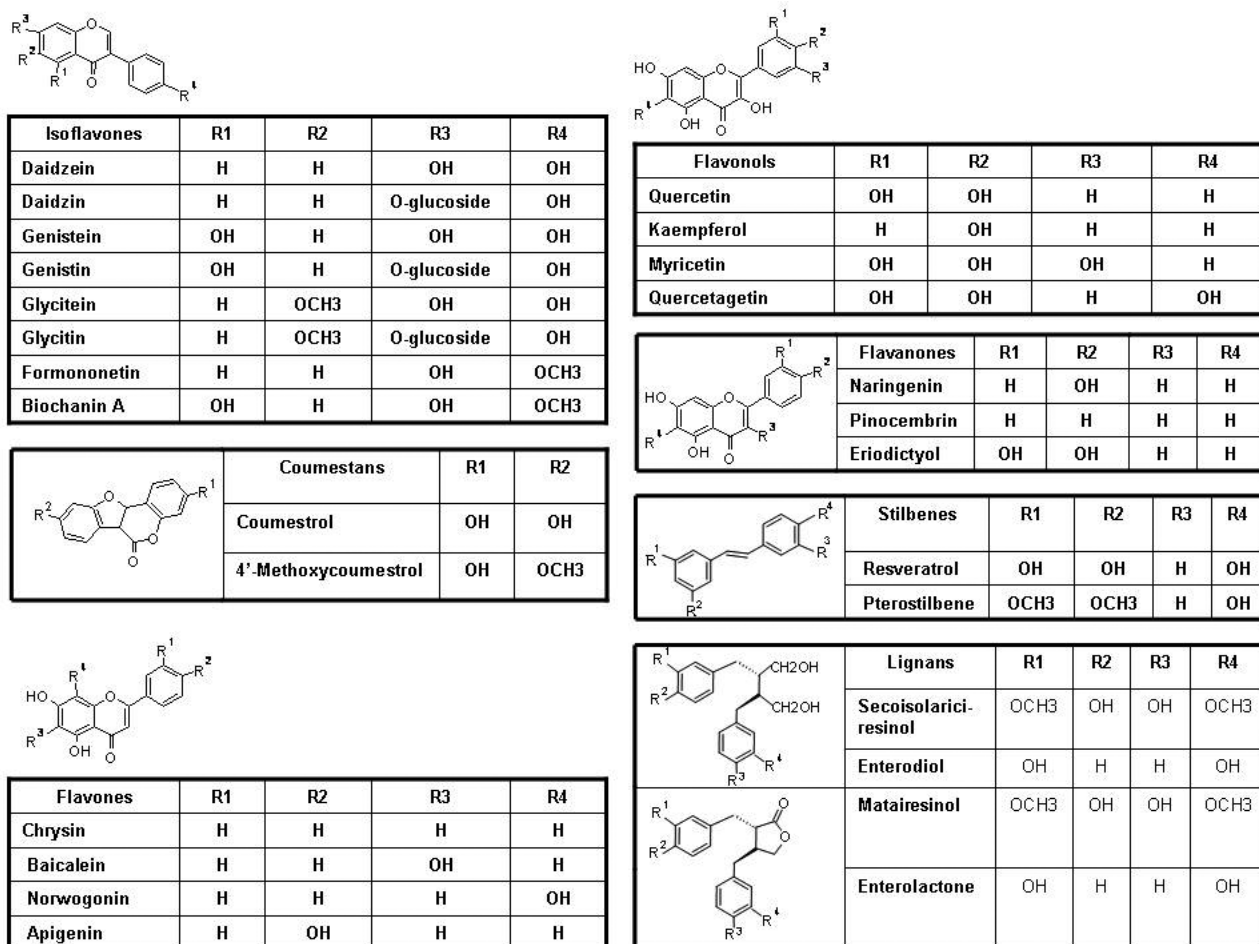 R³
O
R²
R¹
O
R⁴
Isoflavones R1 R2 R3 R4
Daidzein H H OH OH
Daidzin H H O-glucoside OH
Genistein OH H OH OH
Genistin OH H O-glucoside OH
Glycitein H OCH3 OH OH
Glycitin H OCH3 O-glucoside OH
Formononetin H H OH OCH3
Biochanin A OH H OH OCH3
O
R²
R¹
O
O
Coumestans R1 R2
Coumestrol OH OH
4'-Methoxycoumestrol OH OCH3
R¹
R⁴
R²
HO
O
R³
OH
O
Flavones R1 R2 R3 R4
Chrysin H H H H
Baicalein H H OH H
Norwogonin H H H OH
Apigenin H OH H H
R¹
R²
HO
O
R³
R⁴
OH
OH
O
Flavonols R1 R2 R3 R4
Quercetin OH OH H H
Kaempferol H OH H H
Myricetin OH OH OH H
Quercetagetin OH OH H OH
R¹
R²
HO
O
R⁴
R³
OH
O
Flavanones R1 R2 R3 R4
Naringenin H OH H H
Pinocembrin H H H H
Eriodictyol OH OH H H
R⁴
R¹
R³
R²
Stilbenes R1 R2 R3 R4
Resveratrol OH OH H OH
Pterostilbene OCH3 OCH3 H OH
R¹
CH2OH
R²
CH2OH
R⁴
R³
Lignans R1 R2 R3 R4
Secoisolarici-
resinol OCH3 OH OH OCH3
Enterodiol OH H H OH
R¹
O
R²
O
R⁴
R³
Matairesinol OCH3 OH OH OCH3
Enterolactone OH H H OH